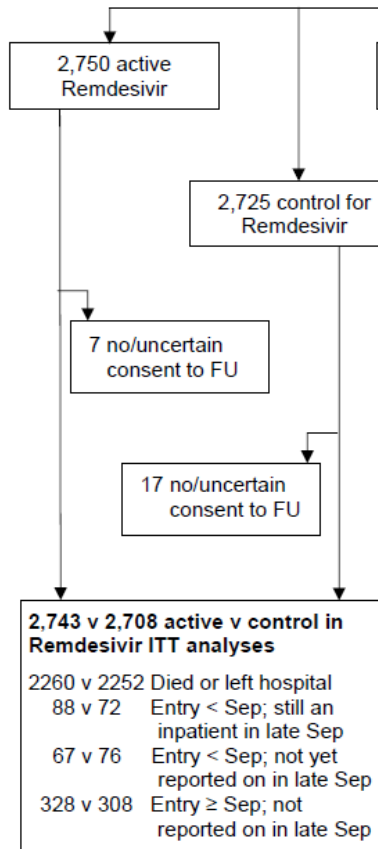 2,750 active
Remdesivir
2,725 control for
Remdesivir
7 no/uncertain
consent to FU
17 no/uncertain
consent to FU
2,743 v 2,708 active v control in
Remdesivir ITT analyses
2260 v 2252 Died or left hospital
88 v 72 Entry < Sep; still an
inpatient in late Sep
67 v 76 Entry < Sep; not yet
reported on in late Sep
328 v 308 Entry ≥ Sep; not
reported on in late Sep